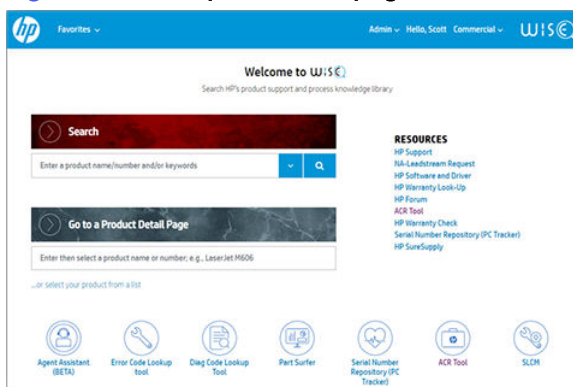 hp
Favorites
Admin
Hello, Scott
Commercial
WISE
Welcome to WISE
Search HP's product support and process knowledge library
Search
Enter a product name/number and/or keywords
Go to a Product Detail Page
Enter then select a product name or number; e.g., LaserJet M606
...or select your product from a list
RESOURCES
HP Support
NA-Leadstream Request
HP Software and Driver
HP Warranty Look-Up
HP Forum
ACR Tool
HP Warranty Check
Serial Number Repository (PC Tracker)
HP SureSupply
Agent Assistant
(BETA)
Error Code Lookup
tool
Diag Code Lookup
Tool
Part Surfer
Serial Number
Repository (PC
Tracker)
ACR Tool
SLCM